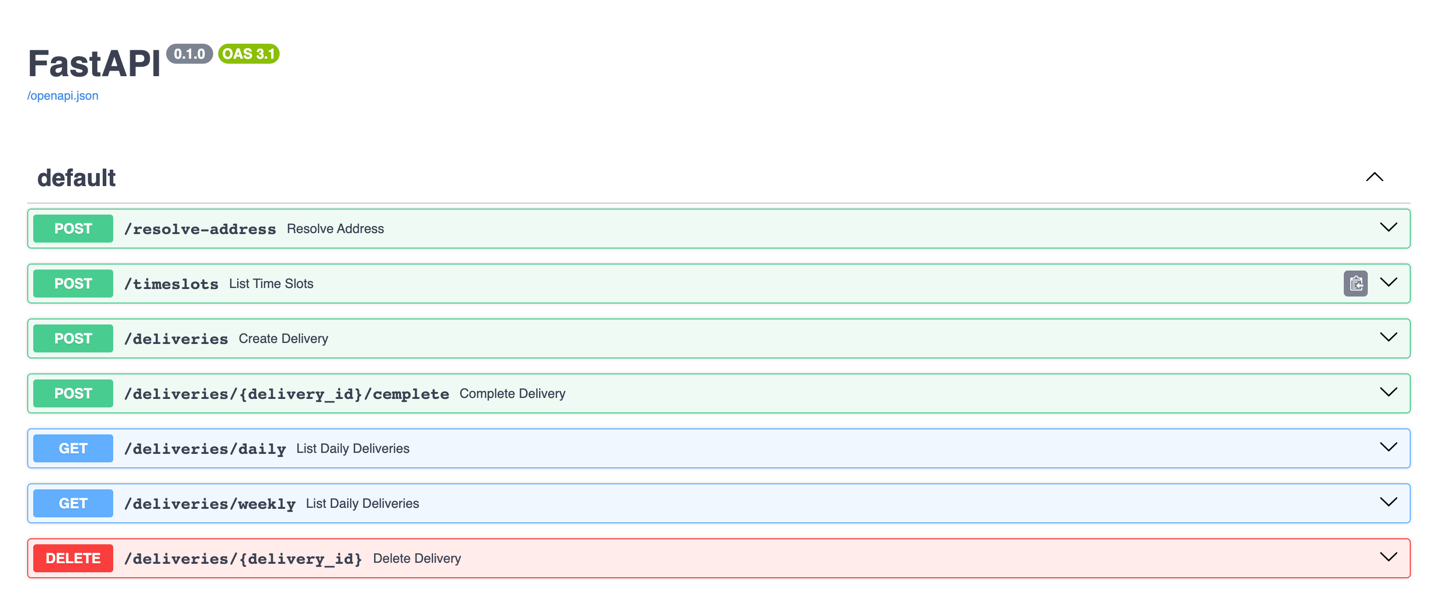 FastAPI 0.1.0 OAS 3.1
/openapi.json
default
POST /resolve-address Resolve Address
POST /timeslots List Time Slots
POST /deliveries Create Delivery
POST /deliveries/{delivery_id}/cemplete Complete Delivery
GET /deliveries/daily List Daily Deliveries
GET /deliveries/weekly List Daily Deliveries
DELETE /deliveries/{delivery_id} Delete Delivery